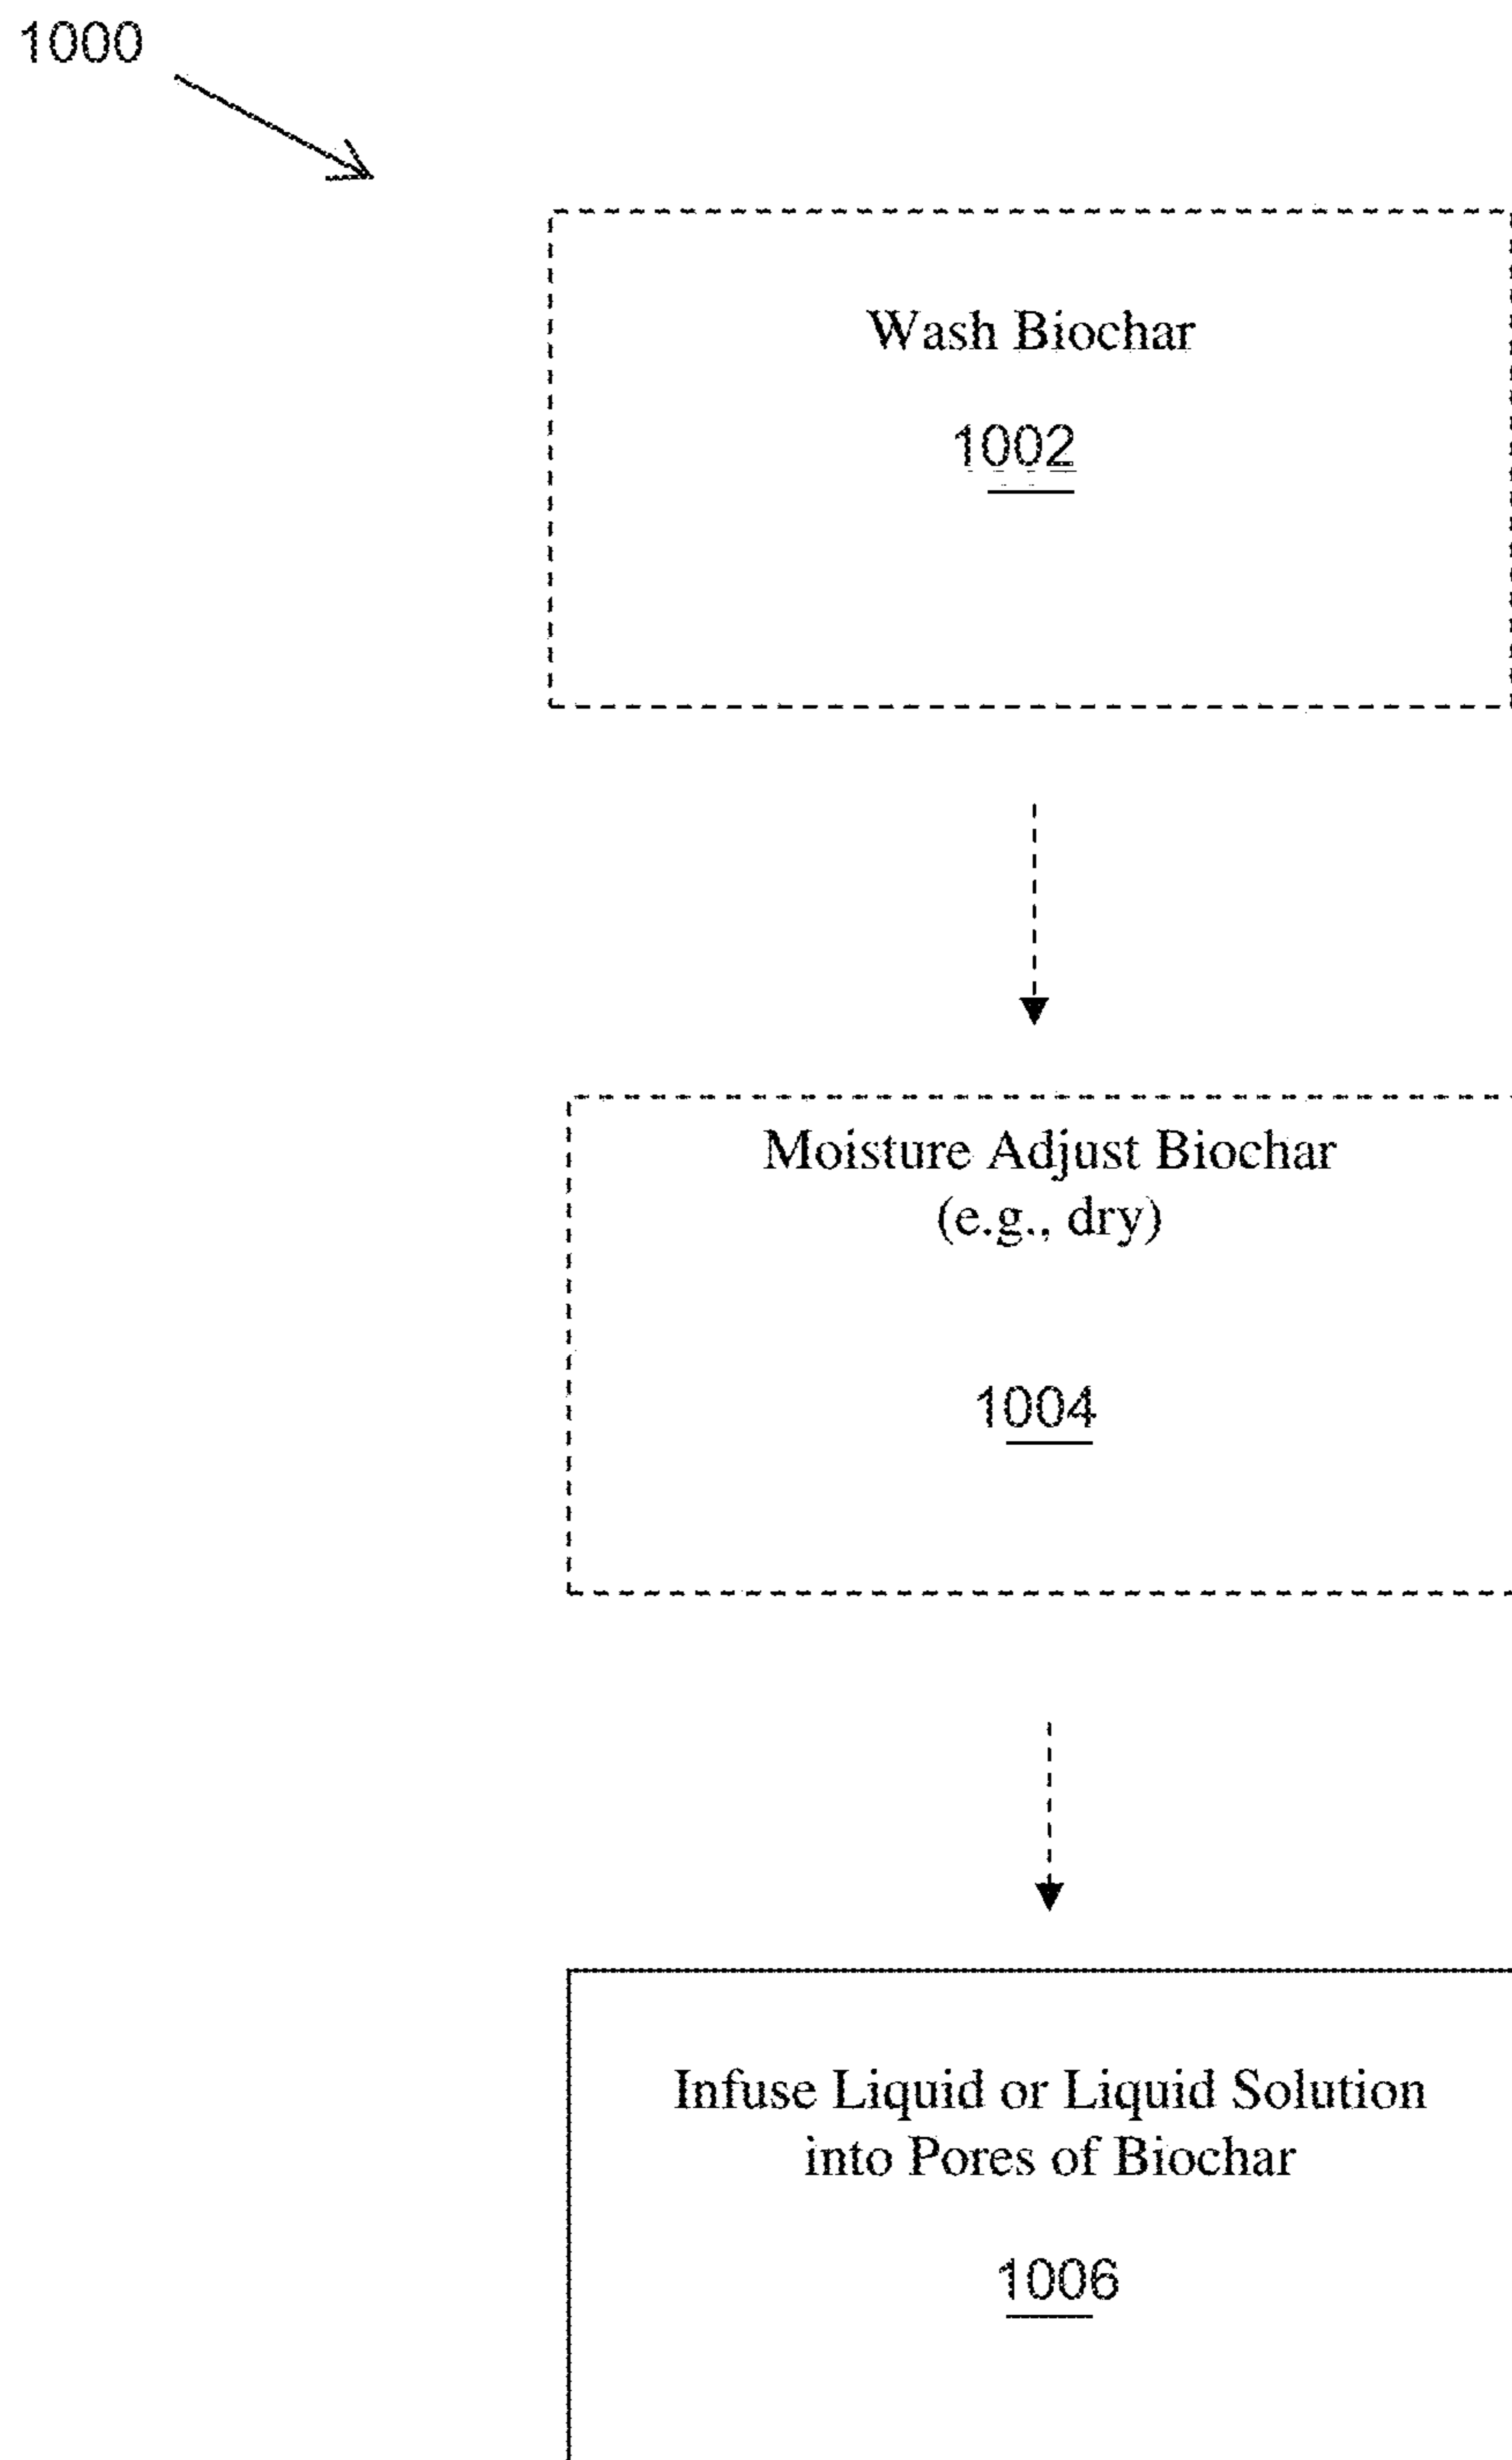 1000
Wash Biochar
1002
Moisture Adjust Biochar
(e.g., dry)
1004
Infuse Liquid or Liquid Solution
into Pores of Biochar
1006